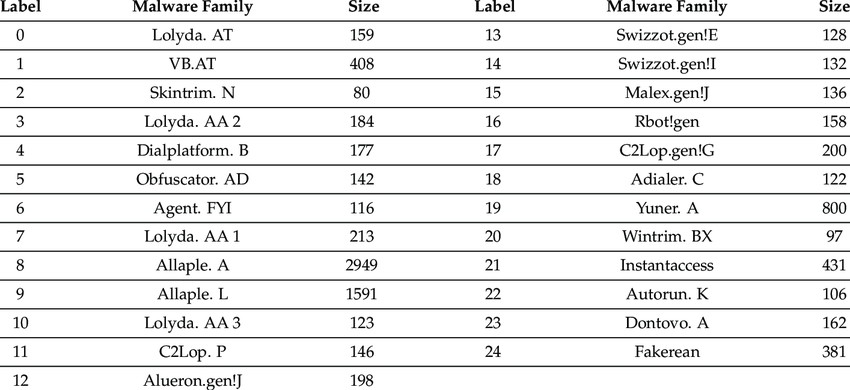 Label Malware Family Size Label Malware Family Size
0 Lolyda. AT 159 13 Swizzot.gen!E 128
1 VB.AT 408 14 Swizzot.gen!I 132
2 Skintrim. N 80 15 Malex.gen!J 136
3 Lolyda. AA 2 184 16 Rbot!gen 158
4 Dialplatform. B 177 17 C2Lop.gen!G 200
5 Obfuscator. AD 142 18 Adialer. C 122
6 Agent. FYI 116 19 Yuner. A 800
7 Lolyda. AA 1 213 20 Wintrim. BX 97
8 Allaple. A 2949 21 Instantaccess 431
9 Allaple. L 1591 22 Autorun. K 106
10 Lolyda. AA 3 123 23 Dontovo. A 162
11 C2Lop. P 146 24 Fakerean 381
12 Alueron.gen!J 198